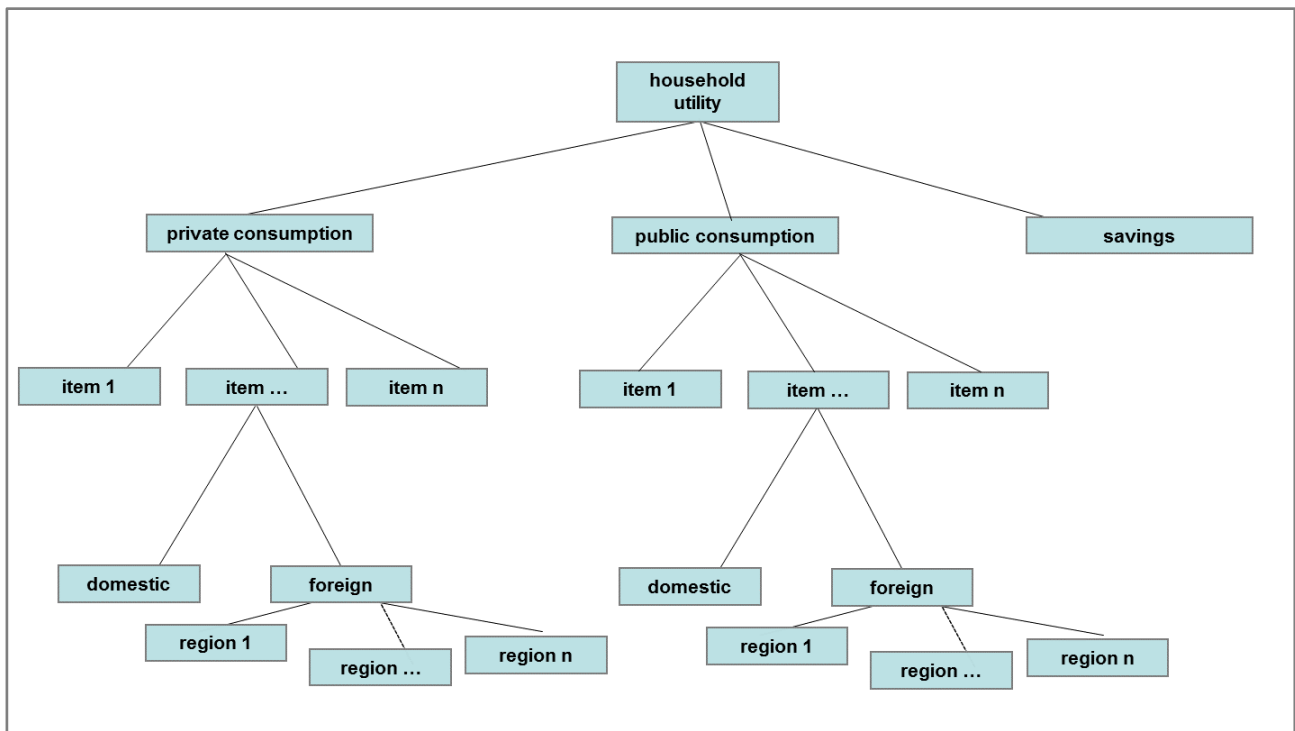 household
utility
private consumption
public consumption
savings
item 1
item …
item n
item 1
item …
item n
domestic
foreign
region 1
region …
region n
domestic
foreign
region 1
region …
region n